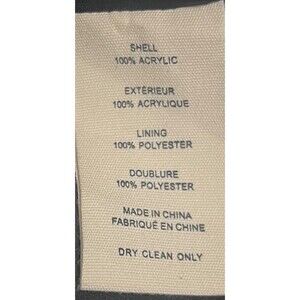 SHELL
100% ACRYLIC
EXTÉRIEUR
100% ACRYLIQUE
LINING
100% POLYESTER
DOUBLURE
100% POLYESTER
MADE IN CHINA
FABRIQUÉ EN CHINE
DRY CLEAN ONLY